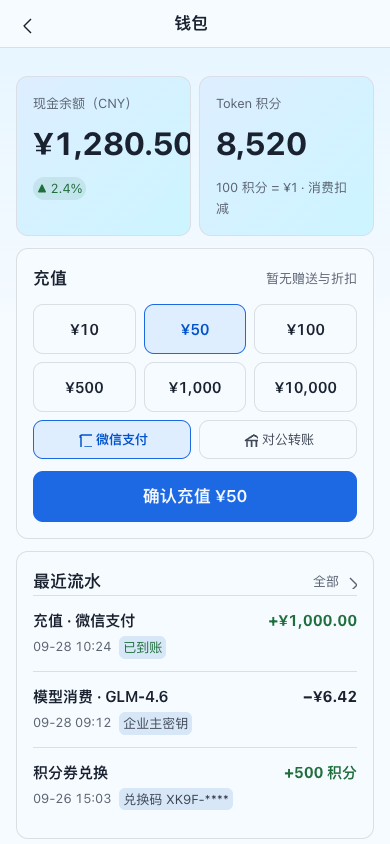 钱包
现金余额（CNY）
¥1,280.50
▲ 2.4%
Token 积分
8,520
100 积分 = ¥1 · 消费扣
减
充值
暂无赠送与折扣
¥10
¥50
¥100
¥500
¥1,000
¥10,000
微信支付
对公转账
确认充值 ¥50
最近流水
全部
充值 · 微信支付
+¥1,000.00
09-28 10:24
已到账
模型消费 · GLM-4.6
−¥6.42
09-28 09:12
企业主密钥
积分券兑换
+500 积分
09-26 15:03
兑换码 XK9F-****